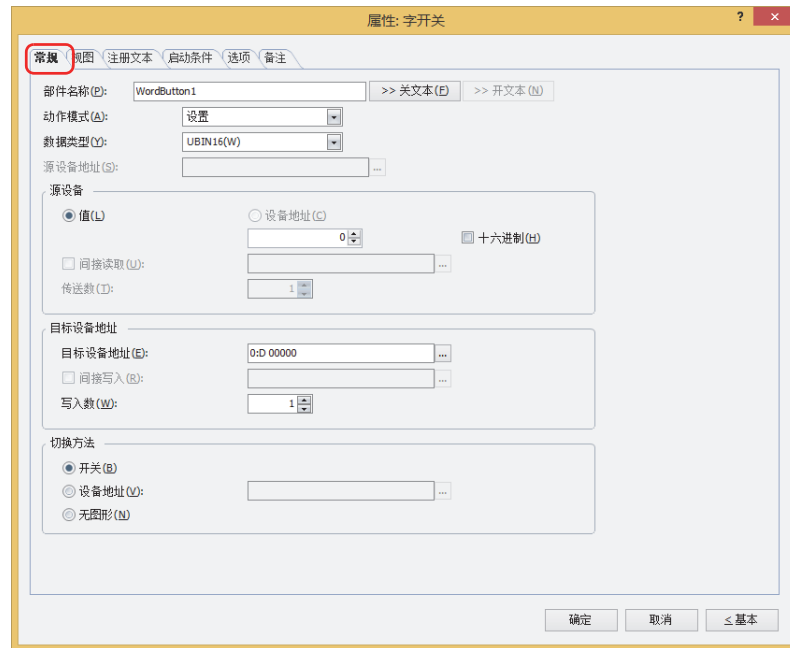 属性: 字开关
? ×
常规 视图 注册文本 启动条件 选项 备注
部件名称(P): WordButton1 >> 关文本(F) >> 开文本(N)
动作模式(A): 设置
数据类型(Y): UBIN16(W)
源设备地址(S): ...
源设备
值(L) 设备地址(C)
0 十六进制(H)
间接读取(U): ...
传送数(T): 1
目标设备地址
目标设备地址(E): 0:D 00000 ...
间接写入(R): ...
写入数(W): 1
切换方法
开关(B)
设备地址(V): ...
无图形(N)
确定 取消 ≤基本